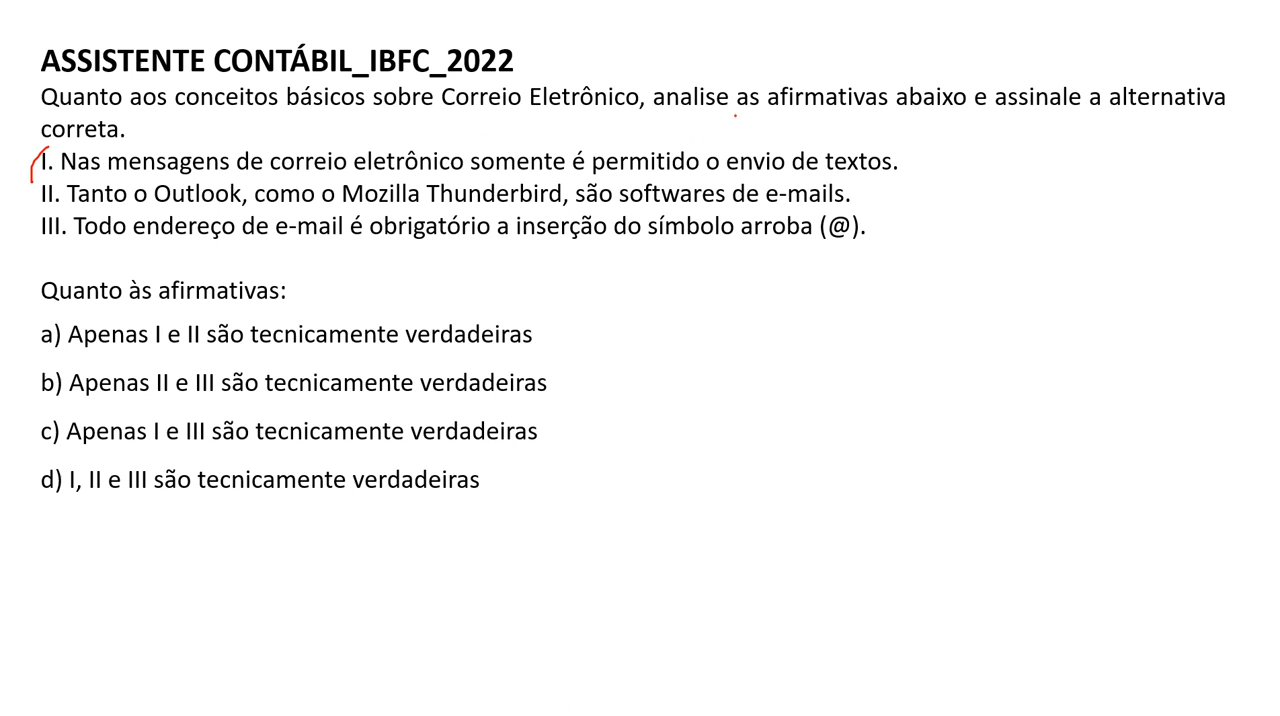 ASSISTENTE CONTÁBIL_IBFC_2022
Quanto aos conceitos básicos sobre Correio Eletrônico, analise as afirmativas abaixo e assinale a alternativa
correta.
I. Nas mensagens de correio eletrônico somente é permitido o envio de textos.
II. Tanto o Outlook, como o Mozilla Thunderbird, são softwares de e-mails.
III. Todo endereço de e-mail é obrigatório a inserção do símbolo arroba (@).
Quanto às afirmativas:
a) Apenas I e II são tecnicamente verdadeiras
b) Apenas II e III são tecnicamente verdadeiras
c) Apenas I e III são tecnicamente verdadeiras
d) I, II e III são tecnicamente verdadeiras